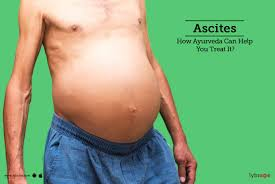 Ascites
How Ayurveda Can Help
You Treat It?
lybrate